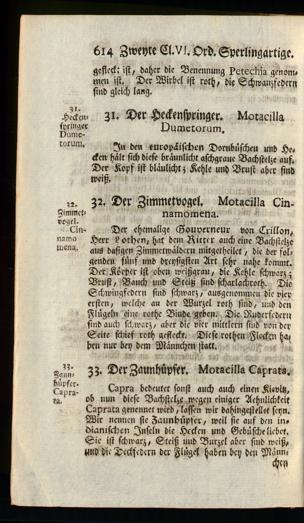 614 Zweyte Cl. VI. Ord. Sperlingartige.
gefleckt ist, daher die Benennung Petechia genom-
men ist. Der Wirbel ist roth, die Schwanzfedern
sind gleich lang.
31.
Hecken-
springer
Dume-
torum.
31. Der Heckenspringer. Motacilla
Dumetorum.
In den europäischen Dornbüschen und He-
cken hält sich diese bräunlicht aschgraue Bachstelze auf.
Der Kopf ist bläulicht; Kehle und Brust aber sind
weiß.
32.
Zimmet-
vogel.
Cin-
namo
mena.
32. Der Zimmetvogel. Motacilla Cin-
namomena.
Der ehemalige Gouverneur von Ceylon,
Herr Lothen, hat dem Ritter auch eine Bachstelze
aus dasigen Zimmetwäldern mitgetheilet, die der fol-
genden fünf und dreyßigsten Art sehr nahe kommt.
Der Körper ist oben weißgrau, die Kehle schwarz;
Brust, Bauch und Steiß sind scharlachroth. Die
Schwingfedern sind schwarz, ausgenommen die vier
ersten, welche an der Wurzel roth sind, und den
Flügeln eine rothe Binde geben. Die Ruderfedern
sind auch schwarz, aber die vier mittlern sind von der
Seite schief roth gefleckt. Diese rothen Flecken ha-
ben nur bey dem Männchen statt.
33.
Zaun-
hüpfer.
Capra-
ta.
33. Der Zaunhüpfer. Motacilla Caprata.
Capra bedeutet sonst auch einen Kiewitz,
ob nun diese Bachstelze wegen einiger Aehnlichkeit
Caprata genennet wird, lassen wir dahingestellet seyn.
Wir nennen sie Zaunhüpfer, weil sie auf den in-
dianischen Inseln die Hecken und Gebüsche liebet.
Sie ist schwarz, Steiß und Burzel aber sind weiß,
und die Deckfedern der Flügel haben bey den Männ-
chen